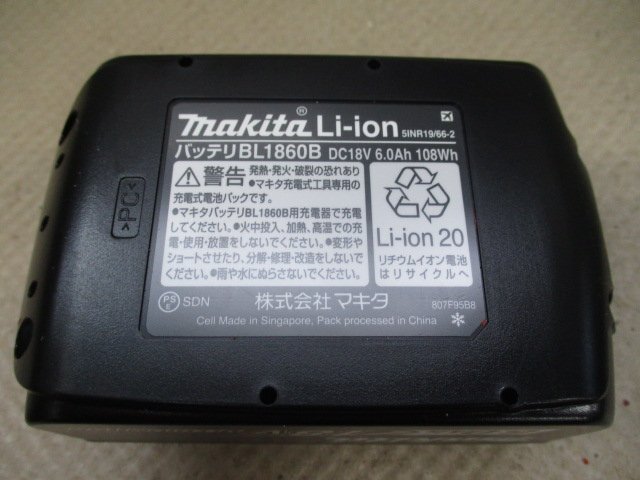 makita® Li-ion 5INR19/66-2
バッテリBL1860B DC18V 6.0Ah 108Wh
⚠警告 発熱・発火・破裂の恐れあり
●マキタ充電式工具専用の
充電式電池パックです。
●マキタバッテリBL1860B用充電器で充電
してください。●火中投入、加熱、高温での充
電・使用・放置をしないでください。●変形や
ショートさせたり、分解・修理・改造をしないで
ください。●雨や水にぬらさないでください。
Li-ion 20
リチウムイオン電池
はリサイクルへ
PS E SDN 株式会社マキタ 807F95B8
Cell Made in Singapore, Pack processed in China
>PC<